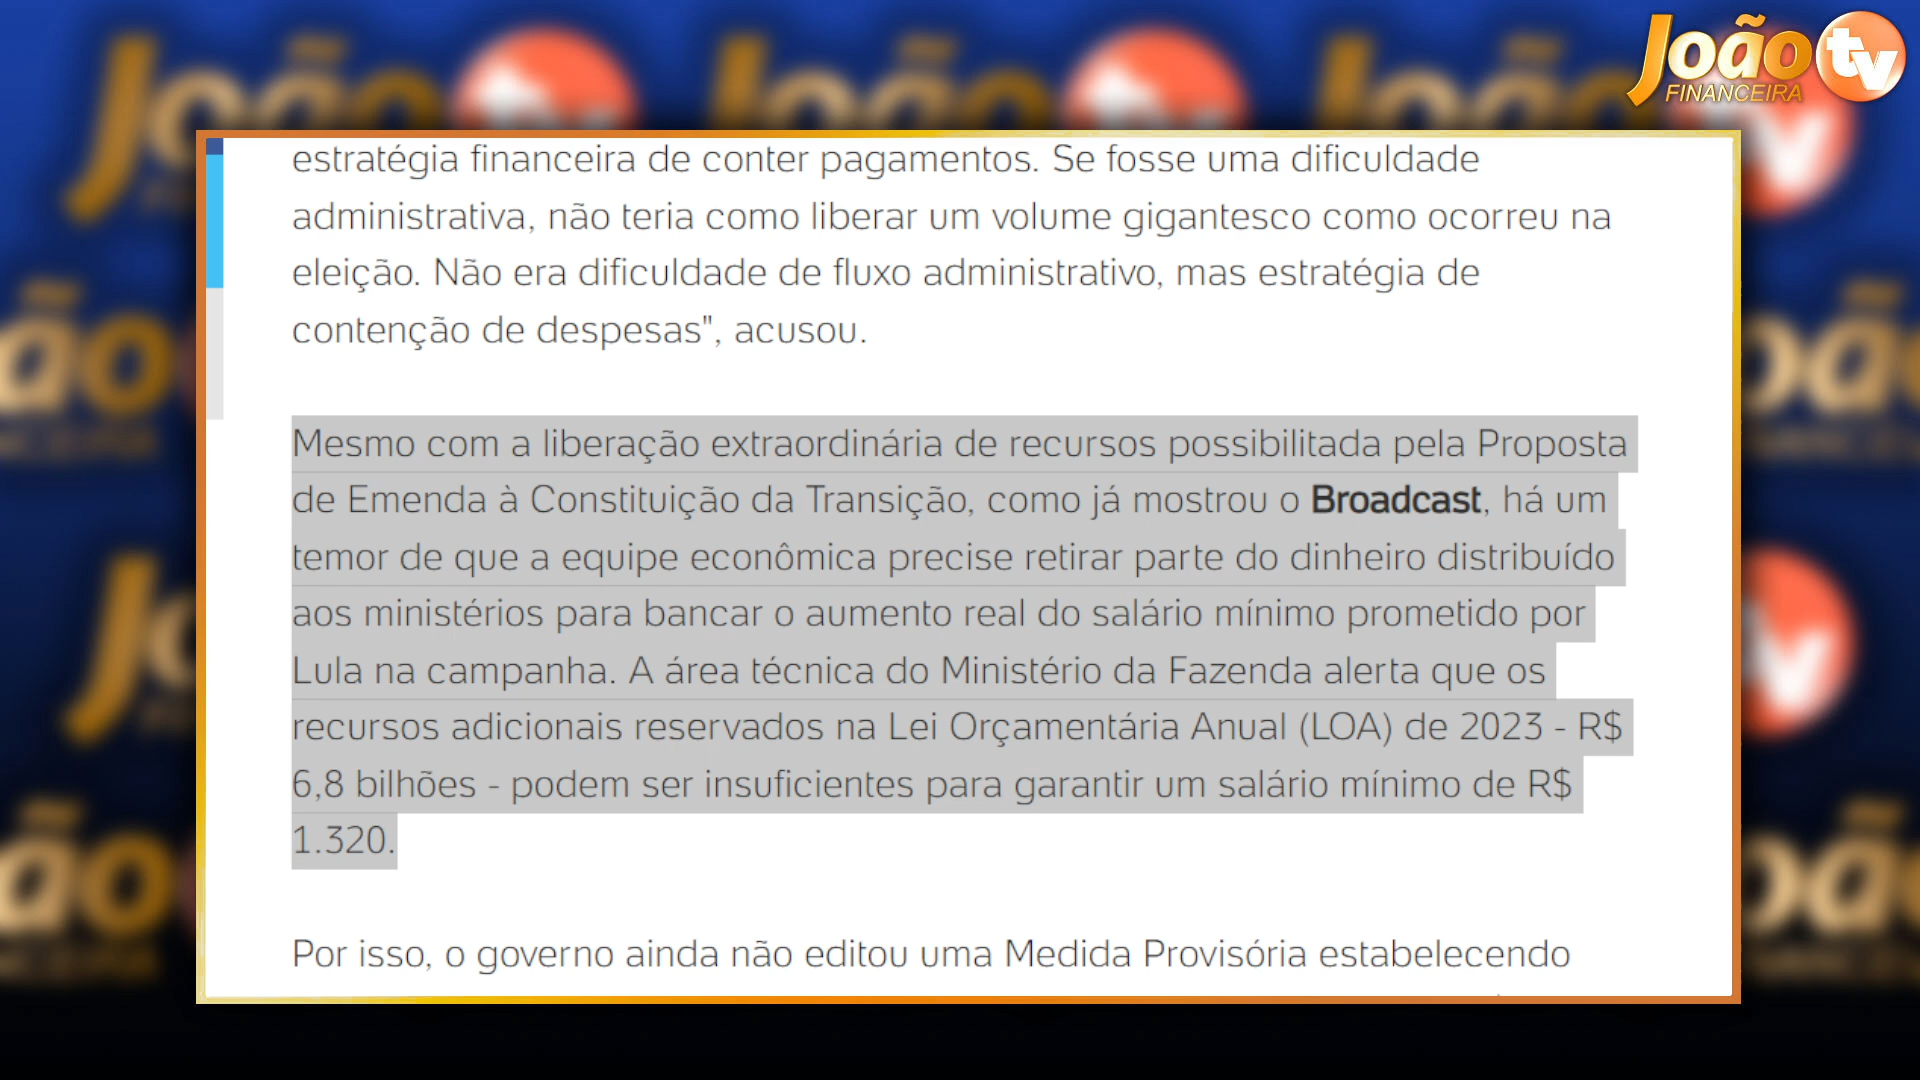 João tv
FINANCEIRA
estratégia financeira de conter pagamentos. Se fosse uma dificuldade
administrativa, não teria como liberar um volume gigantesco como ocorreu na
eleição. Não era dificuldade de fluxo administrativo, mas estratégia de
contenção de despesas", acusou.
Mesmo com a liberação extraordinária de recursos possibilitada pela Proposta
de Emenda à Constituição da Transição, como já mostrou o Broadcast, há um
temor de que a equipe econômica precise retirar parte do dinheiro distribuído
aos ministérios para bancar o aumento real do salário mínimo prometido por
Lula na campanha. A área técnica do Ministério da Fazenda alerta que os
recursos adicionais reservados na Lei Orçamentária Anual (LOA) de 2023 - R$
6,8 bilhões - podem ser insuficientes para garantir um salário mínimo de R$
1.320.
Por isso, o governo ainda não editou uma Medida Provisória estabelecendo